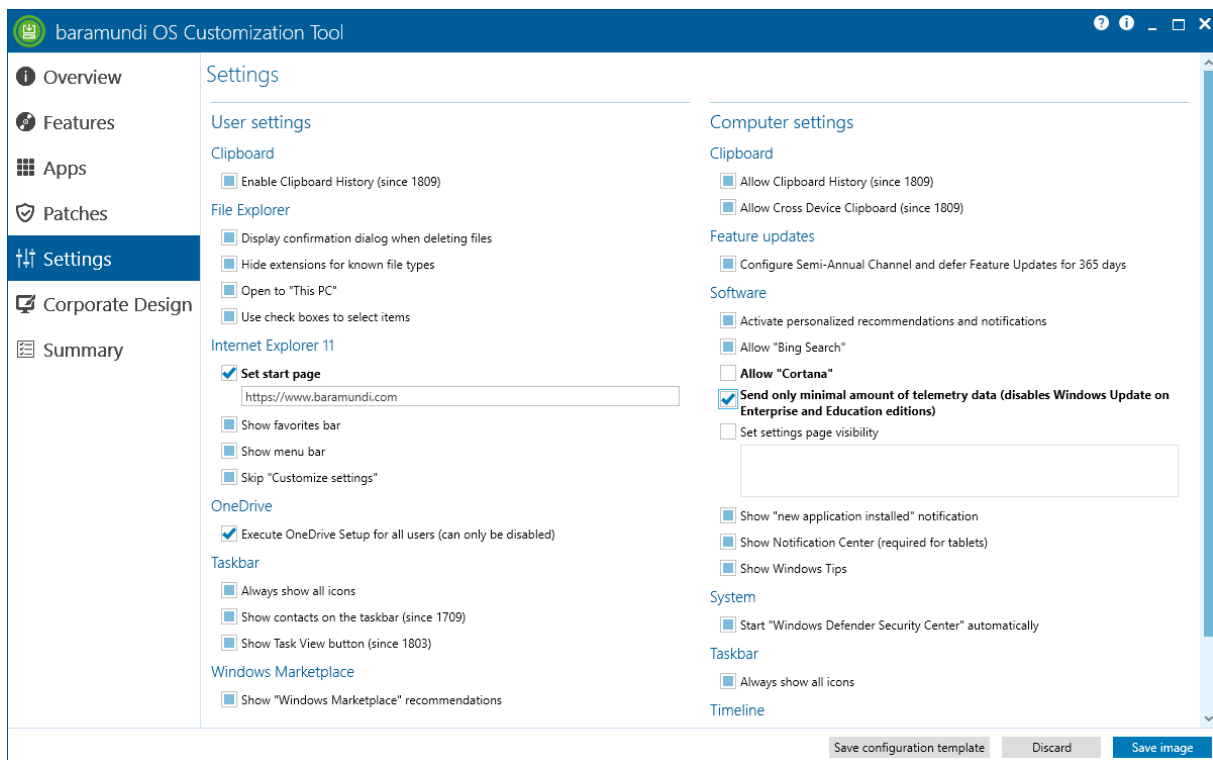 baramundi OS Customization Tool
Overview
Features
Apps
Patches
Settings
Corporate Design
Summary
Settings
User settings
Clipboard
Enable Clipboard History (since 1809)
File Explorer
Display confirmation dialog when deleting files
Hide extensions for known file types
Open to "This PC"
Use check boxes to select items
Internet Explorer 11
Set start page
https://www.baramundi.com
Show favorites bar
Show menu bar
Skip "Customize settings"
OneDrive
Execute OneDrive Setup for all users (can only be disabled)
Taskbar
Always show all icons
Show contacts on the taskbar (since 1709)
Show Task View button (since 1803)
Windows Marketplace
Show "Windows Marketplace" recommendations
Computer settings
Clipboard
Allow Clipboard History (since 1809)
Allow Cross Device Clipboard (since 1809)
Feature updates
Configure Semi-Annual Channel and defer Feature Updates for 365 days
Software
Activate personalized recommendations and notifications
Allow "Bing Search"
Allow "Cortana"
Send only minimal amount of telemetry data (disables Windows Update on
Enterprise and Education editions)
Set settings page visibility
Show "new application installed" notification
Show Notification Center (required for tablets)
Show Windows Tips
System
Start "Windows Defender Security Center" automatically
Taskbar
Always show all icons
Timeline
Save configuration template
Discard
Save image